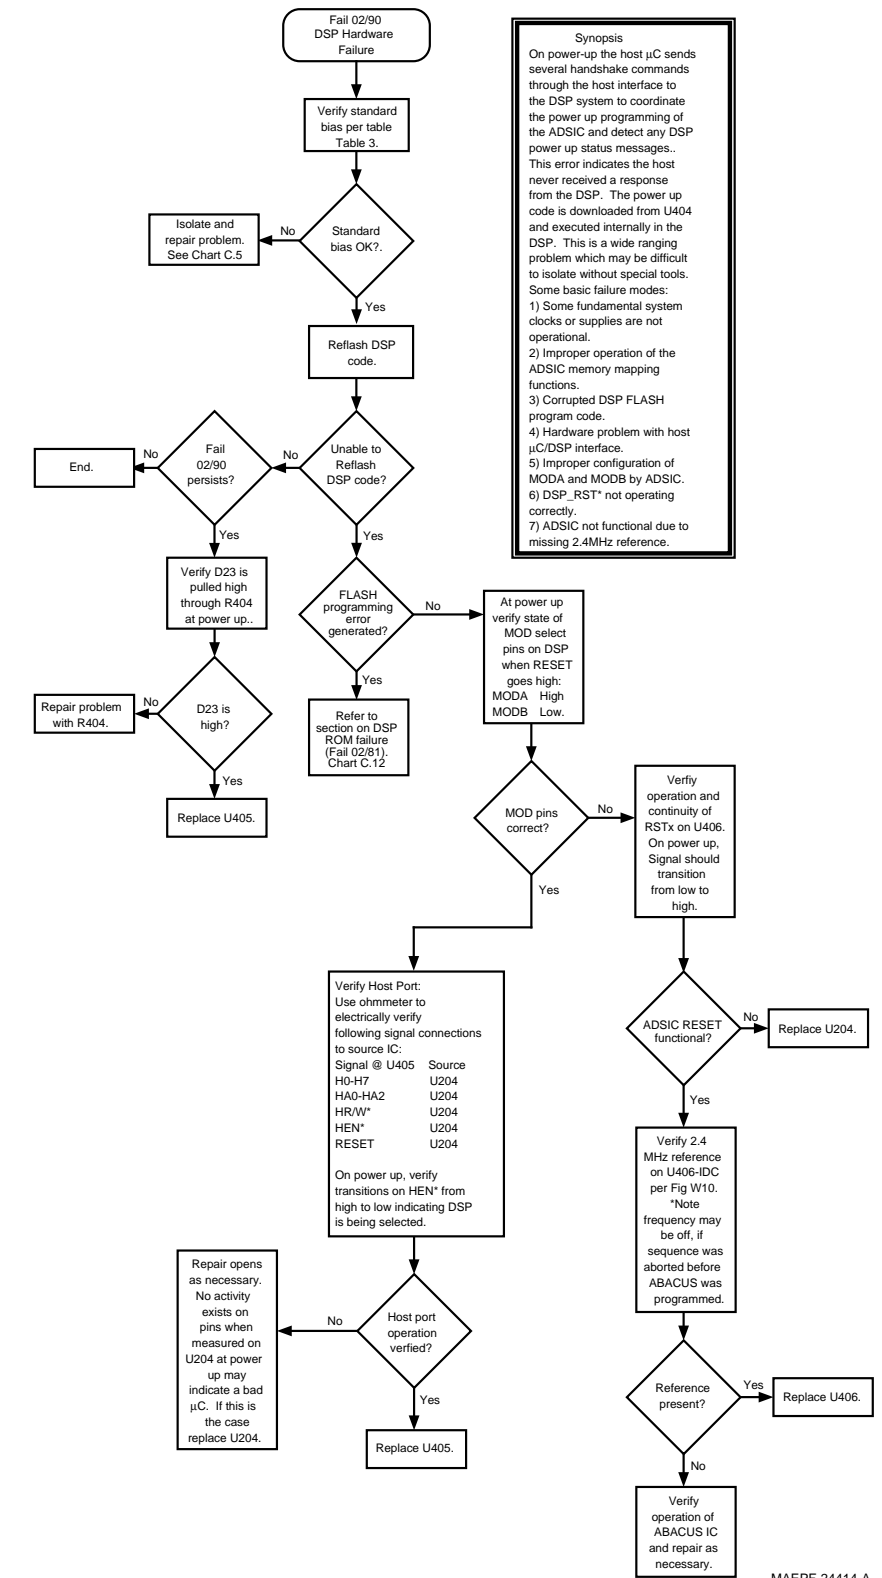 Fail 02/90
DSP Hardware
Failure
Synopsis
On power-up the host µC sends
several handshake commands
through the host interface to
the DSP system to coordinate
the power up programming of
the ADSIC and detect any DSP
power up status messages..
This error indicates the host
never received a response
from the DSP. The power up
code is downloaded from U404
and executed internally in the
DSP. This is a wide ranging
problem which may be difficult
to isolate without special tools.
Some basic failure modes:
1) Some fundamental system
clocks or supplies are not
operational.
2) Improper operation of the
ADSIC memory mapping
functions.
3) Corrupted DSP FLASH
program code.
4) Hardware problem with host
µC/DSP interface.
5) Improper configuration of
MODA and MODB by ADSIC.
6) DSP_RST* not operating
correctly.
7) ADSIC not functional due to
missing 2.4MHz reference.
Verify standard
bias per table
Table 3.
Standard
bias OK?.
No
Isolate and
repair problem.
See Chart C.5
Yes
Reflash DSP
code.
Unable to
Reflash
DSP code?
No
Fail
02/90
persists?
No
End.
Yes
Verify D23 is
pulled high
through R404
at power up..
D23 is
high?
No
Repair problem
with R404.
Yes
Replace U405.
Yes
FLASH
programming
error
generated?
Yes
Refer to
section on DSP
ROM failure
(Fail 02/81).
Chart C.12
No
At power up
verify state of
MOD select
pins on DSP
when RESET
goes high:
MODA High
MODB Low.
MOD pins
correct?
No
Verfiy
operation and
continuity of
RSTx on U406.
On power up,
Signal should
transition
from low to
high.
Yes
Verify Host Port:
Use ohmmeter to
electrically verify
following signal connections
to source IC:
Signal @ U405 Source
H0-H7 U204
HA0-HA2 U204
HR/W* U204
HEN* U204
RESET U204
On power up, verify
transitions on HEN* from
high to low indicating DSP
is being selected.
Host port
operation
verfied?
No
Repair opens
as necessary.
No activity
exists on
pins when
measured on
U204 at power
up may
indicate a bad
µC. If this is
the case
replace U204.
Yes
Replace U405.
ADSIC RESET
functional?
No
Replace U204.
Yes
Verify 2.4
MHz reference
on U406-IDC
per Fig W10.
*Note
frequency may
be off, if
sequence was
aborted before
ABACUS was
programmed.
Reference
present?
Yes
Replace U406.
No
Verify
operation of
ABACUS IC
and repair as
necessary.